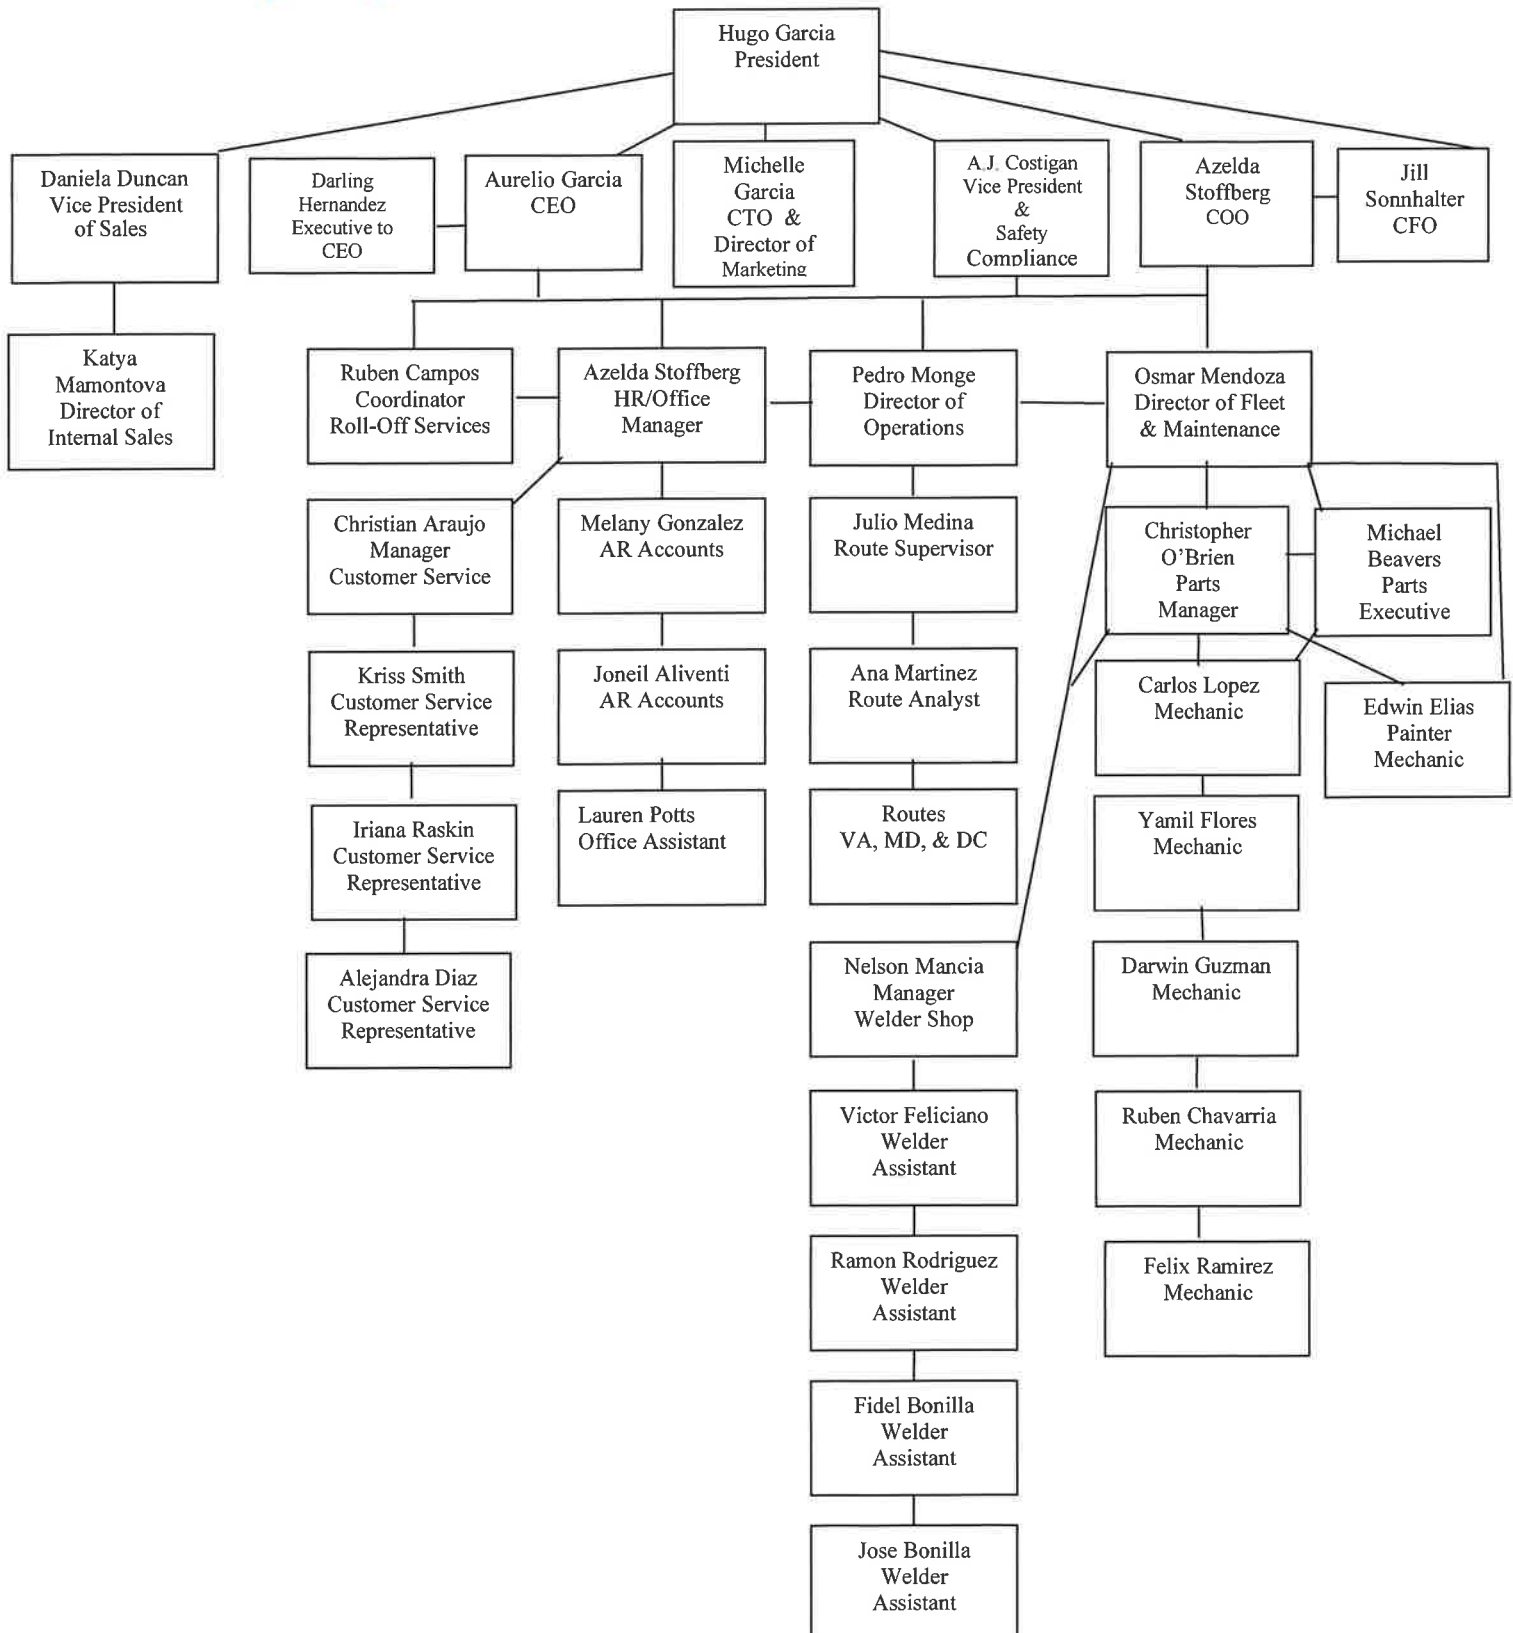 Hugo Garcia
President
Daniela Duncan
Vice President
of Sales
Darling
Hernandez
Executive to
CEO
Aurelio Garcia
CEO
Michelle
Garcia
CTO &
Director of
Marketing
A.J. Costigan
Vice President
&
Safety
Compliance
Azelda
Stoffberg
COO
Jill
Sonnhalter
CFO
Katya
Mamontova
Director of
Internal Sales
Ruben Campos
Coordinator
Roll-Off Services
Azelda Stoffberg
HR/Office
Manager
Pedro Monge
Director of
Operations
Osmar Mendoza
Director of Fleet
& Maintenance
Christian Araujo
Manager
Customer Service
Melany Gonzalez
AR Accounts
Julio Medina
Route Supervisor
Christopher
O'Brien
Parts
Manager
Michael
Beavers
Parts
Executive
Kriss Smith
Customer Service
Representative
Joneil Aliventi
AR Accounts
Ana Martinez
Route Analyst
Carlos Lopez
Mechanic
Edwin Elias
Painter
Mechanic
Iriana Raskin
Customer Service
Representative
Lauren Potts
Office Assistant
Routes
VA, MD, & DC
Yamil Flores
Mechanic
Alejandra Diaz
Customer Service
Representative
Nelson Mancia
Manager
Welder Shop
Darwin Guzman
Mechanic
Victor Feliciano
Welder
Assistant
Ruben Chavarria
Mechanic
Ramon Rodriguez
Welder
Assistant
Felix Ramirez
Mechanic
Fidel Bonilla
Welder
Assistant
Jose Bonilla
Welder
Assistant